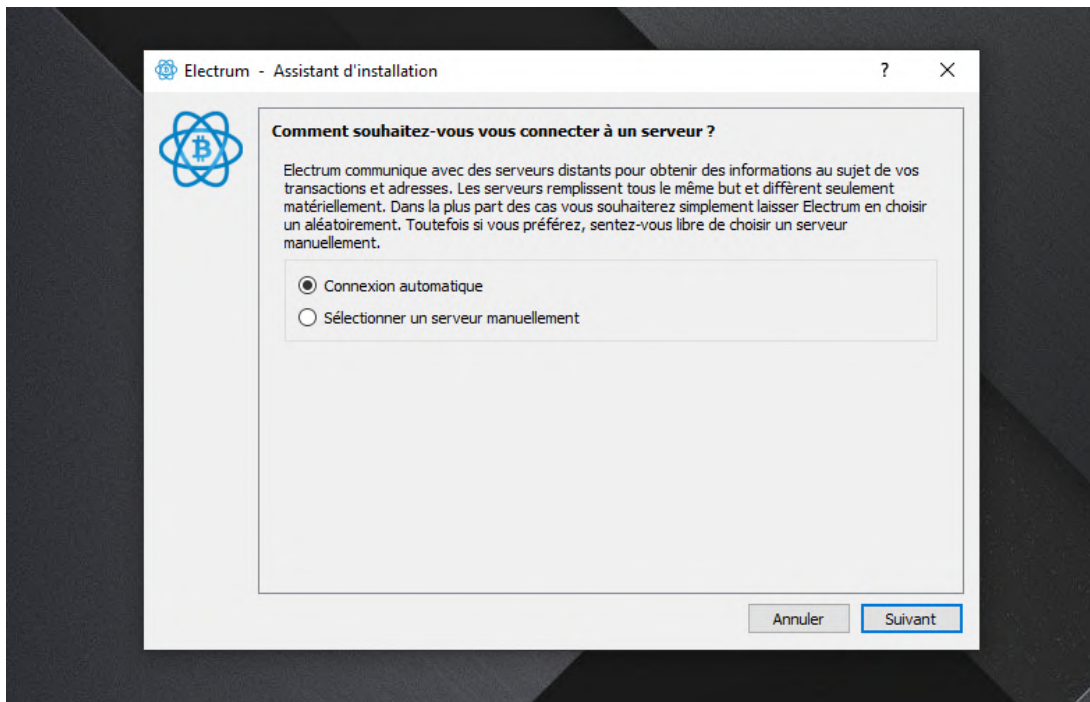 Electrum - Assistant d'installation
Comment souhaitez-vous vous connecter à un serveur ?
Electrum communique avec des serveurs distants pour obtenir des informations au sujet de vos
transactions et adresses. Les serveurs remplissent tous le même but et diffèrent seulement
matériellement. Dans la plus part des cas vous souhaiterez simplement laisser Electrum en choisir
un aléatoirement. Toutefois si vous préférez, sentez-vous libre de choisir un serveur
manuellement.
Connexion automatique
Sélectionner un serveur manuellement
Annuler Suivant